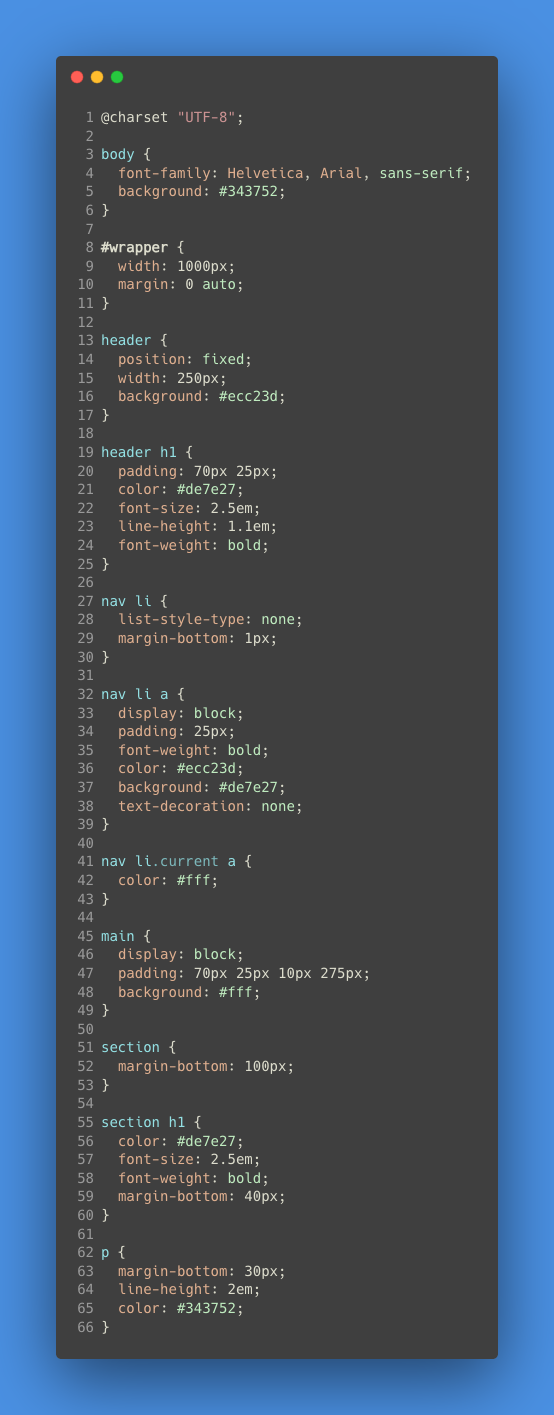 1 @charset "UTF-8";
2
3 body {
4   font-family: Helvetica, Arial, sans-serif;
5   background: #343752;
6 }
7
8 #wrapper {
9   width: 1000px;
10   margin: 0 auto;
11 }
12
13 header {
14   position: fixed;
15   width: 250px;
16   background: #ecc23d;
17 }
18
19 header h1 {
20   padding: 70px 25px;
21   color: #de7e27;
22   font-size: 2.5em;
23   line-height: 1.1em;
24   font-weight: bold;
25 }
26
27 nav li {
28   list-style-type: none;
29   margin-bottom: 1px;
30 }
31
32 nav li a {
33   display: block;
34   padding: 25px;
35   font-weight: bold;
36   color: #ecc23d;
37   background: #de7e27;
38   text-decoration: none;
39 }
40
41 nav li.current a {
42   color: #fff;
43 }
44
45 main {
46   display: block;
47   padding: 70px 25px 10px 275px;
48   background: #fff;
49 }
50
51 section {
52   margin-bottom: 100px;
53 }
54
55 section h1 {
56   color: #de7e27;
57   font-size: 2.5em;
58   font-weight: bold;
59   margin-bottom: 40px;
60 }
61
62 p {
63   margin-bottom: 30px;
64   line-height: 2em;
65   color: #343752;
66 }